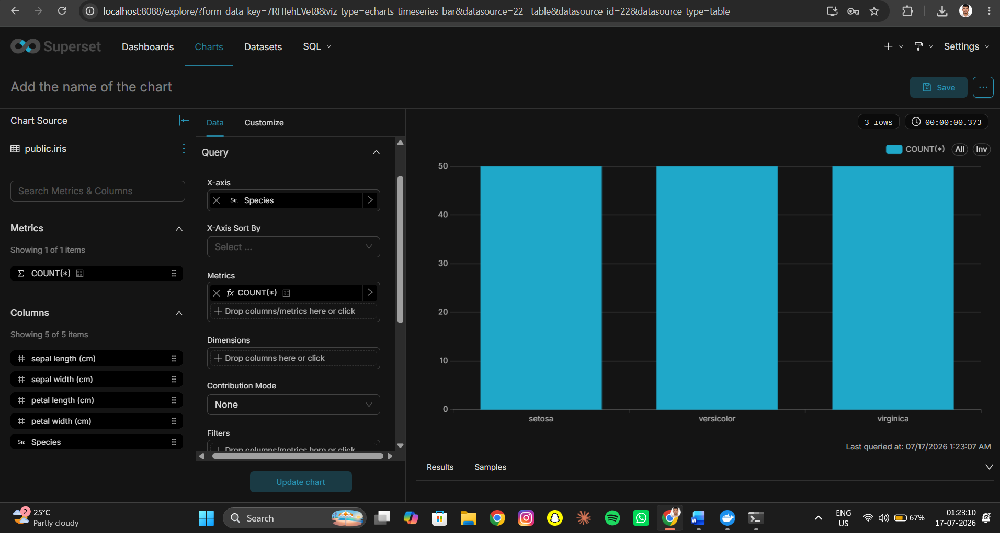 localhost:8088/explore/?form_data_key=7RHIehEVet8&viz_type=echarts_timeseries_bar&datasource=22__table&datasource_id=22&datasource_type=table
Superset
Dashboards
Charts
Datasets
SQL
Settings
Add the name of the chart
Save
Chart Source
public.iris
Search Metrics & Columns
Metrics
Showing 1 of 1 items
COUNT(*)
Columns
Showing 5 of 5 items
sepal length (cm)
sepal width (cm)
petal length (cm)
petal width (cm)
Str. Species
Data
Customize
Query
X-axis
Str. Species
X-Axis Sort By
Select ...
Metrics
fx COUNT(*)
Drop columns/metrics here or click
Dimensions
Drop columns here or click
Contribution Mode
None
Filters
Drop columns/metrics here or click
Update chart
3 rows
00:00:00.373
COUNT(*)
All
Inv
50
40
30
20
10
0
setosa
versicolor
virginica
Last queried at: 07/17/2026 1:23:07 AM
Results
Samples
2
25°C
Partly cloudy
Search
ENG
US
67%
01:23:10
17-07-2026